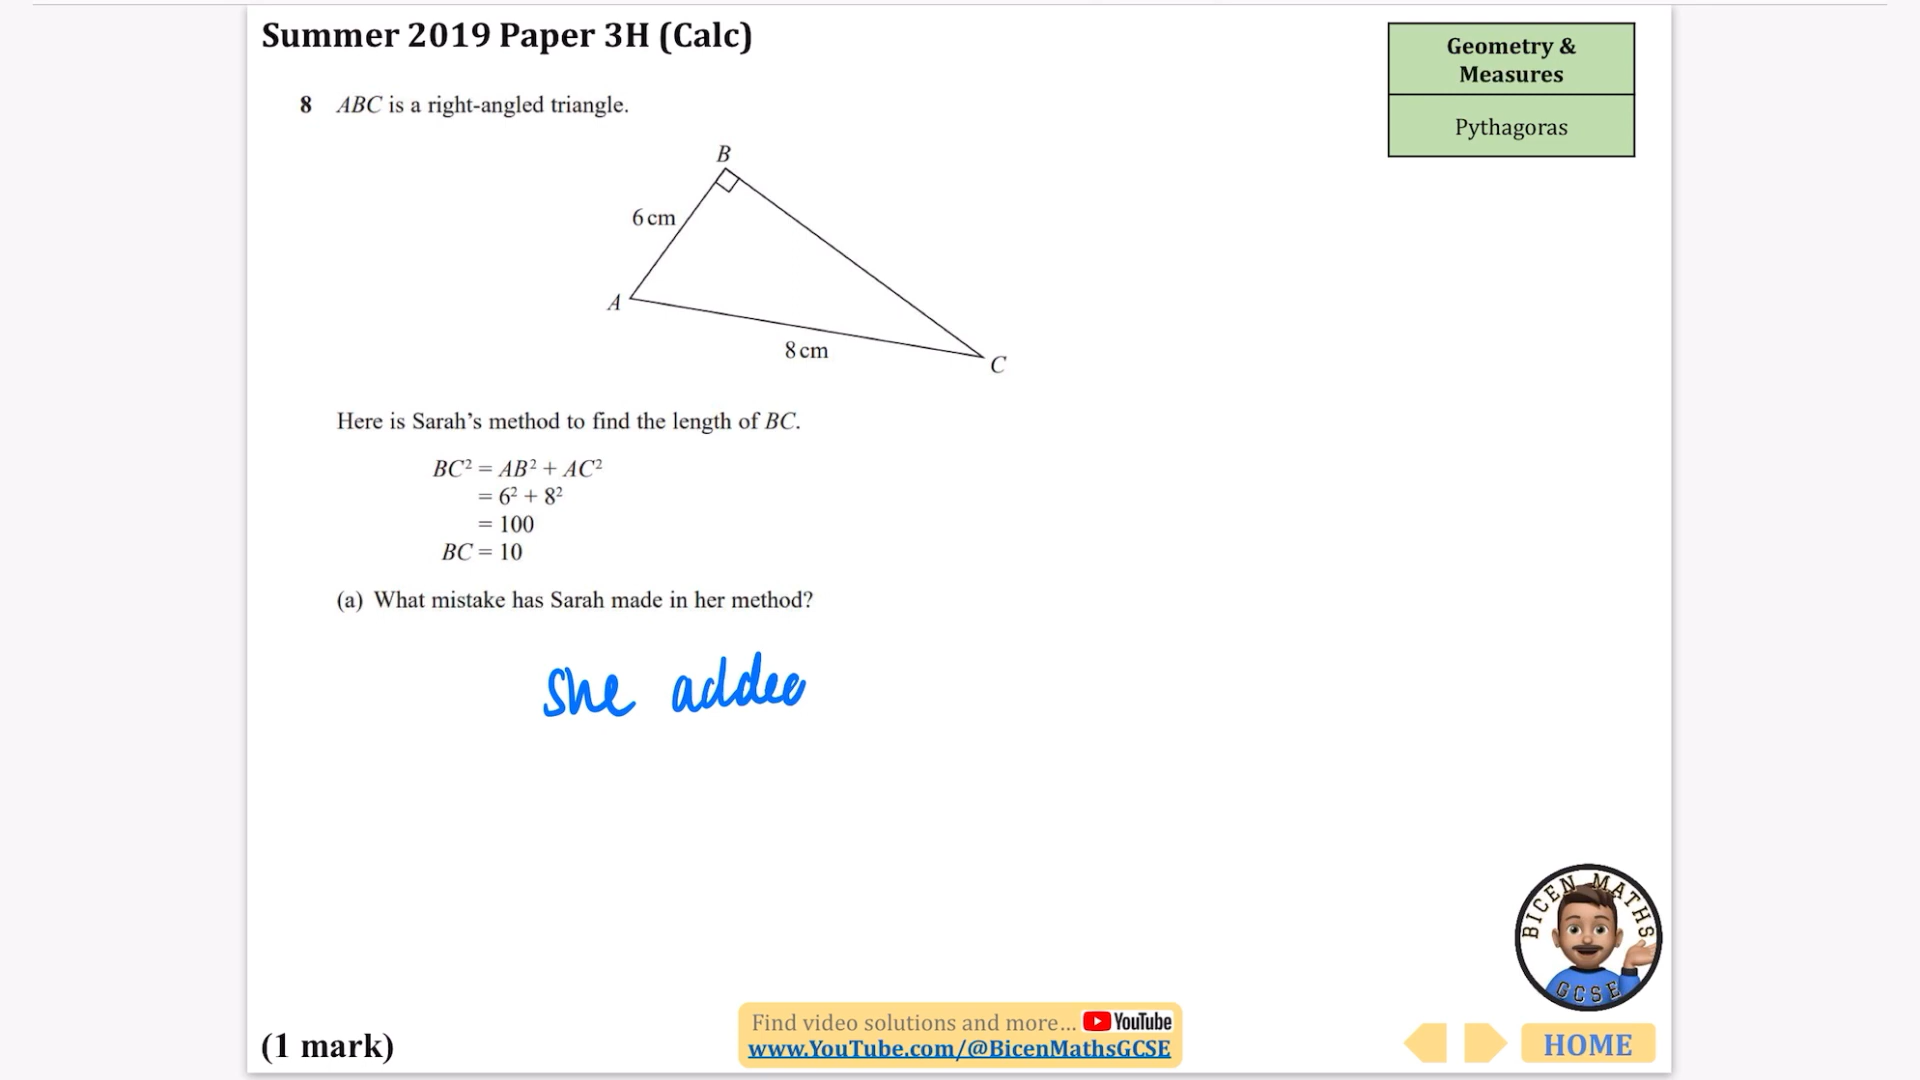 Summer 2019 Paper 3H (Calc)
Geometry &
Measures
Pythagoras
8 ABC is a right-angled triangle.
B
6 cm
A
8 cm
C
Here is Sarah's method to find the length of BC.
BC² = AB² + AC²
= 6² + 8²
= 100
BC = 10
(a) What mistake has Sarah made in her method?
She added
BICEN MATHS
GCSE
(1 mark)
Find video solutions and more... YouTube
www.YouTube.com/@BicenMathsGCSE
HOME